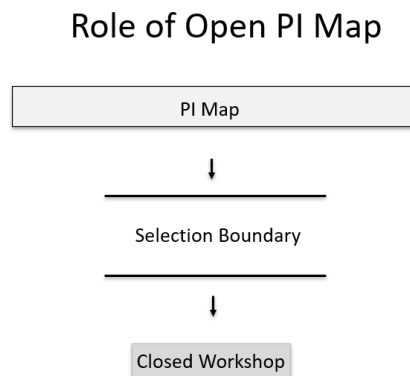 Role of Open PI Map
PI Map
Selection Boundary
Closed Workshop